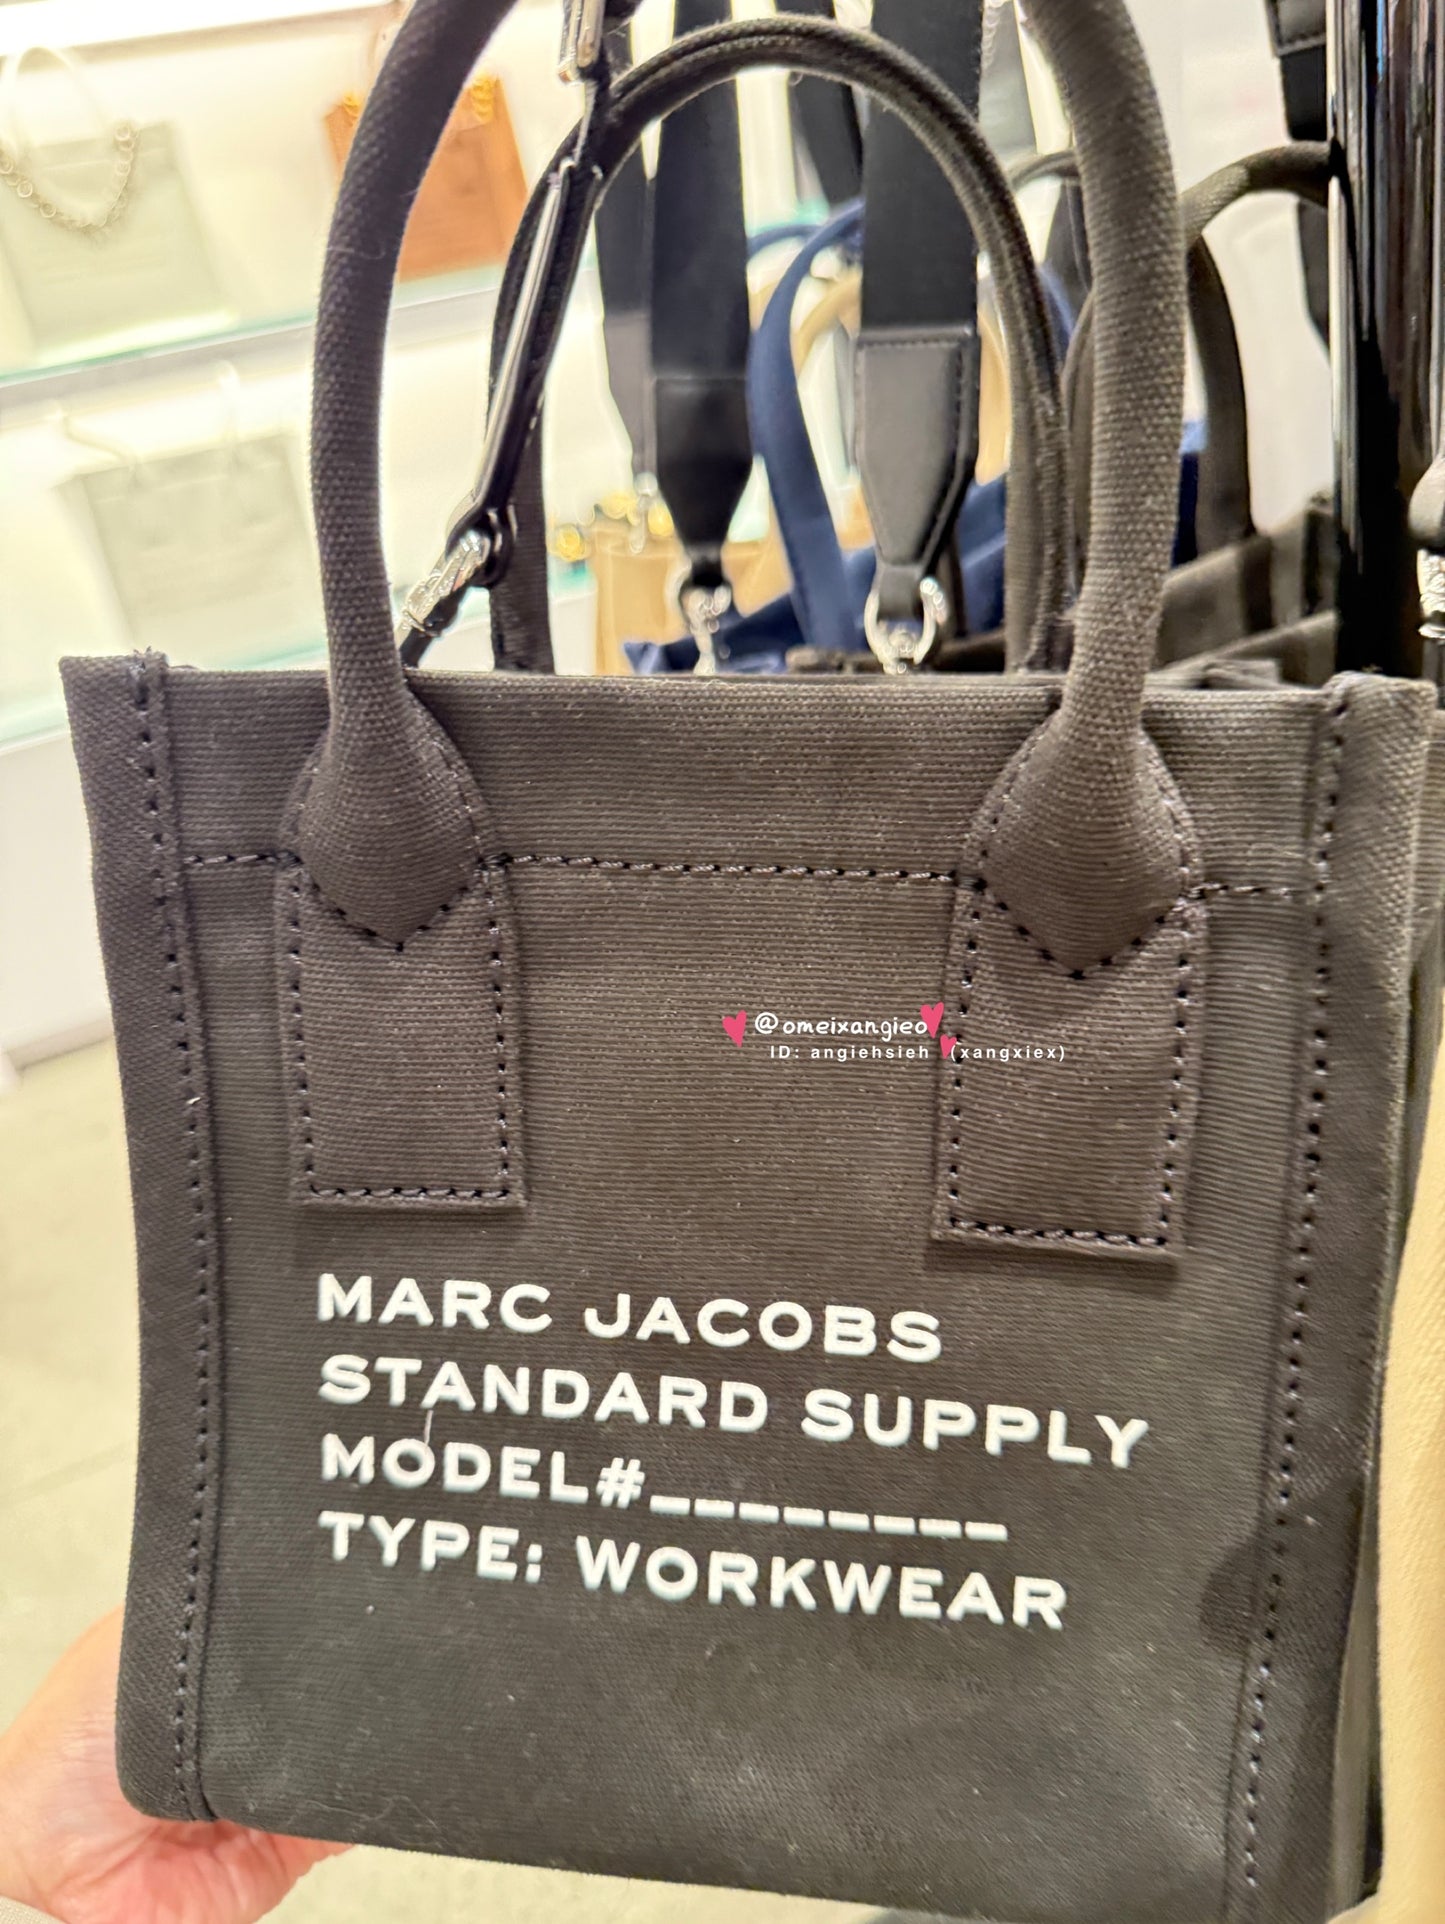 @omeixangieo
ID: angiehsieh (xangxiex)
MARC JACOBS
STANDARD SUPPLY
MODEL#________
TYPE: WORKWEAR